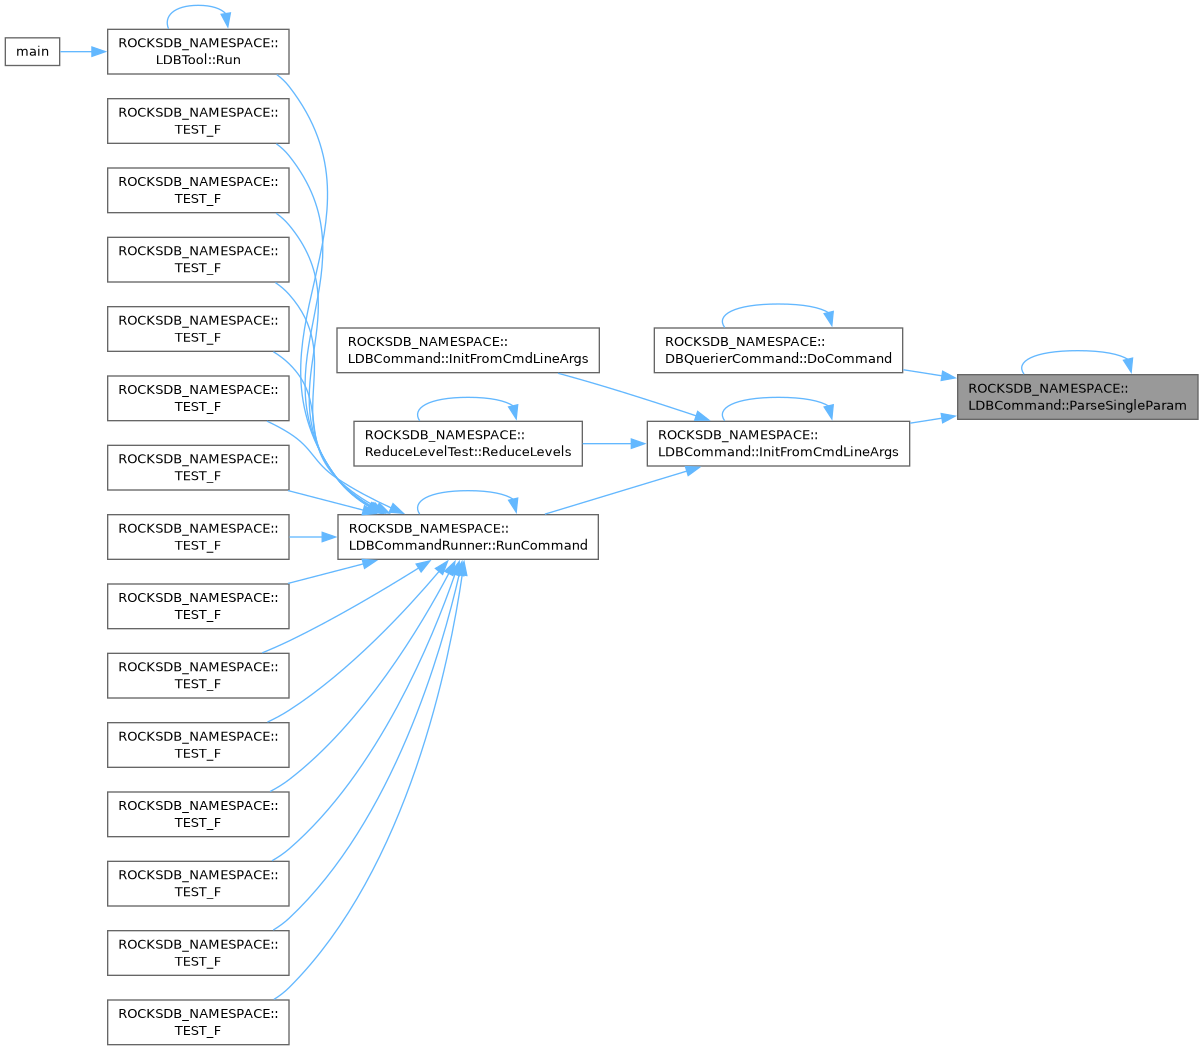 main
ROCKSDB_NAMESPACE::
LDBTool::Run
ROCKSDB_NAMESPACE::
TEST_F
ROCKSDB_NAMESPACE::
TEST_F
ROCKSDB_NAMESPACE::
TEST_F
ROCKSDB_NAMESPACE::
TEST_F
ROCKSDB_NAMESPACE::
TEST_F
ROCKSDB_NAMESPACE::
TEST_F
ROCKSDB_NAMESPACE::
TEST_F
ROCKSDB_NAMESPACE::
TEST_F
ROCKSDB_NAMESPACE::
TEST_F
ROCKSDB_NAMESPACE::
TEST_F
ROCKSDB_NAMESPACE::
TEST_F
ROCKSDB_NAMESPACE::
TEST_F
ROCKSDB_NAMESPACE::
TEST_F
ROCKSDB_NAMESPACE::
TEST_F
ROCKSDB_NAMESPACE::
LDBCommand::InitFromCmdLineArgs
ROCKSDB_NAMESPACE::
ReduceLevelTest::ReduceLevels
ROCKSDB_NAMESPACE::
LDBCommandRunner::RunCommand
ROCKSDB_NAMESPACE::
DBQuerierCommand::DoCommand
ROCKSDB_NAMESPACE::
LDBCommand::InitFromCmdLineArgs
ROCKSDB_NAMESPACE::
LDBCommand::ParseSingleParam